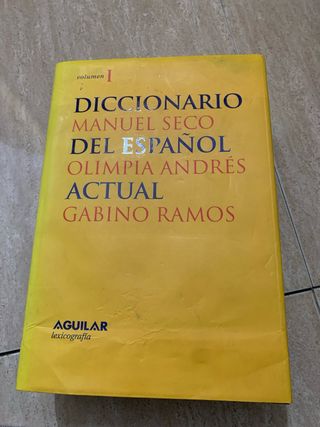 volumen I
DICCIONARIO
MANUEL SECO
DEL ESPAÑOL
OLIMPIA ANDRÉS
ACTUAL
GABINO RAMOS
AGUILAR
lexicografía